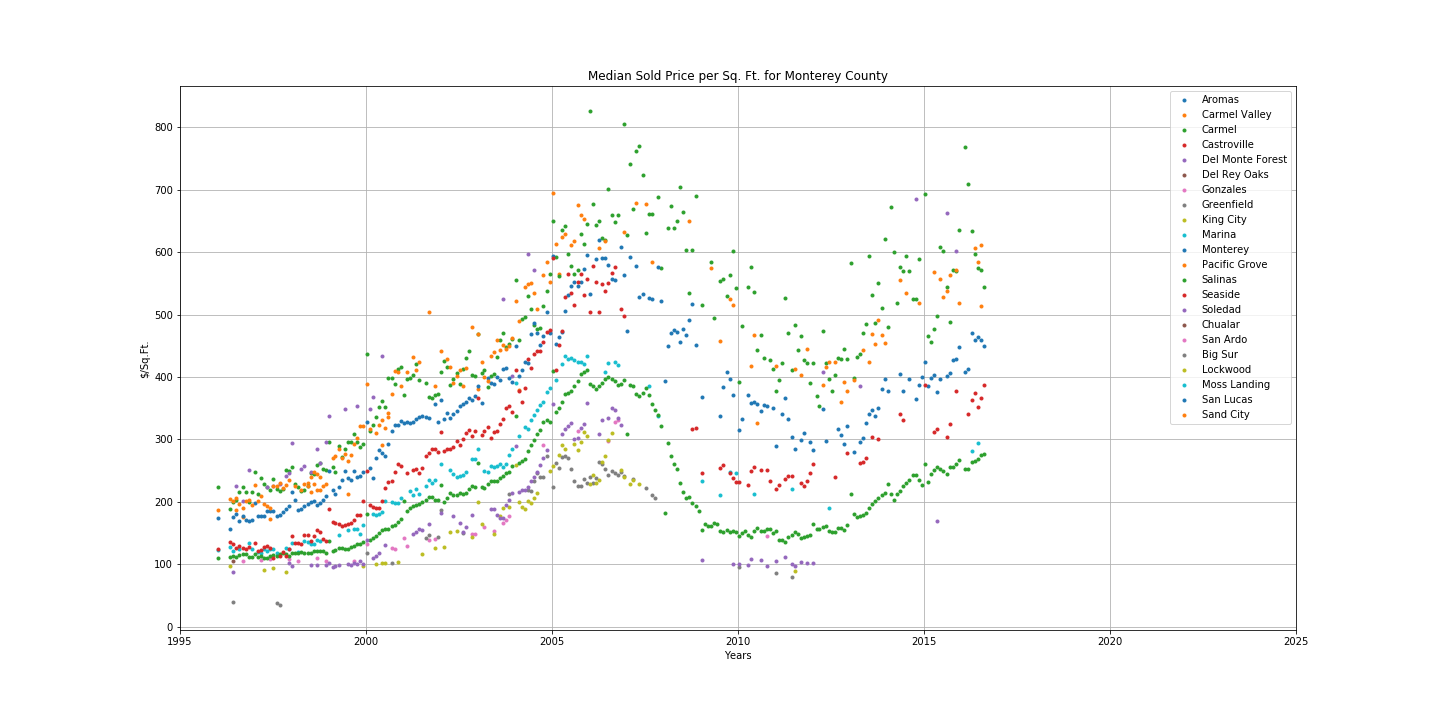 Median Sold Price per Sq. Ft. for Monterey County
$/Sq.Ft.
800
700
600
500
400
300
200
100
0
1995
2000
2005
2010
2015
2020
2025
Years
Aromas
Carmel Valley
Carmel
Castroville
Del Monte Forest
Del Rey Oaks
Gonzales
Greenfield
King City
Marina
Monterey
Pacific Grove
Salinas
Seaside
Soledad
Chualar
San Ardo
Big Sur
Lockwood
Moss Landing
San Lucas
Sand City